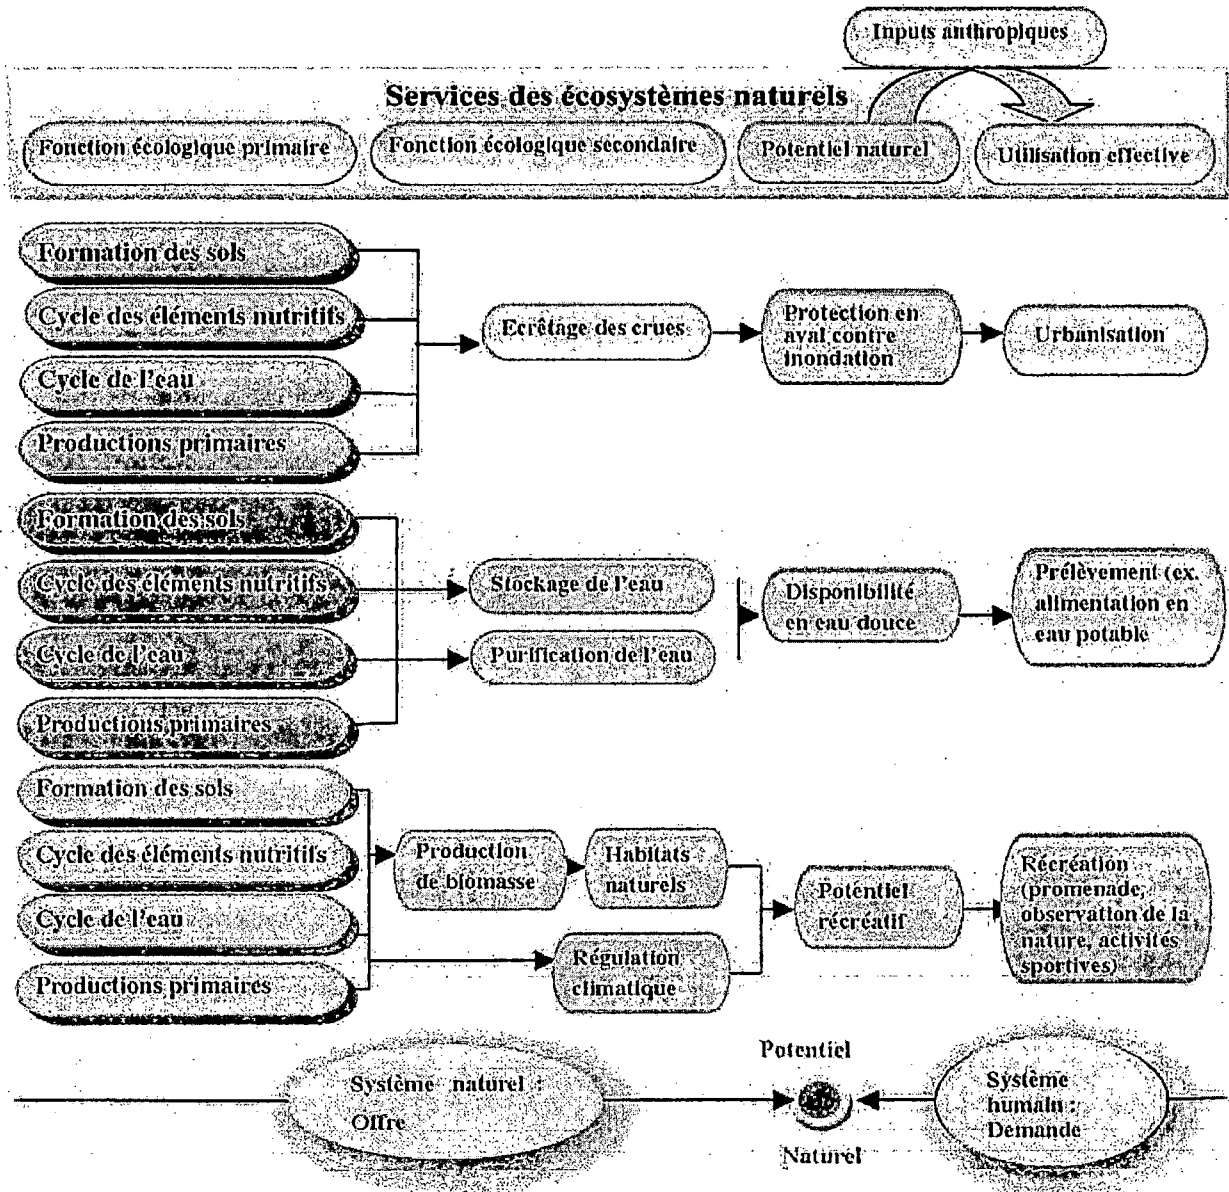 Inputs anthropiques
Services des écosystèmes naturels
Fonction écologique primaire
Fonction écologique secondaire
Potentiel naturel
Utilisation effective
Formation des sols
Cycle des éléments nutritifs
Cycle de l'eau
Productions primaires
Ecrêtage des crues
Protection en
aval contre
inondation
Urbanisation
Formation des sols
Cycle des éléments nutritifs
Cycle de l'eau
Productions primaires
Stockage de l'eau
Purification de l'eau
Disponibilité
en eau douce
Prélèvement (ex.
alimentation en
eau potable
Formation des sols
Cycle des éléments nutritifs
Cycle de l'eau
Productions primaires
Production
de biomasse
Habitats
naturels
Régulation
climatique
Potentiel
récréatif
Récréation
(promenade,
observation de la
nature, activités
sportives)
Système naturel :
Offre
Potentiel
Naturel
Système
humain :
Demande